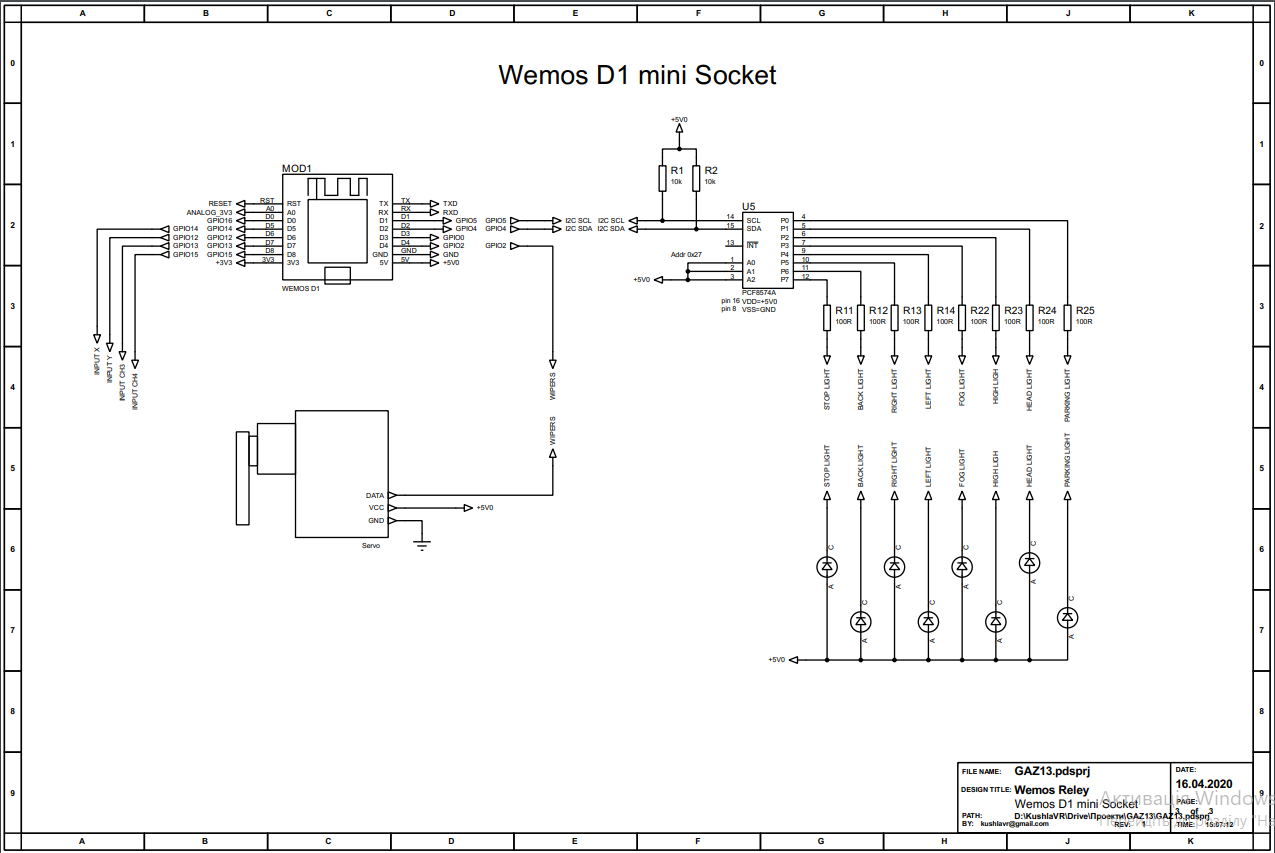 A B C D E F G H J K
0 0
Wemos D1 mini Socket
1 1
+5V0
MOD1
R1 R2
10k 10k
U5
RESET RST RST TX TX TXD
ANALOG_3V3 A0 A0 RX RX RXD
GPIO16 D0 D0 D1 D1 GPIO5 GPIO5 I2C SCL I2C SCL 14 SCL P0 4
GPIO14 GPIO14 D5 D5 D2 D2 GPIO4 GPIO4 I2C SDA I2C SDA 15 SDA P1 5
2 2
GPIO12 GPIO12 D6 D6 D3 D3 GPIO0 P2 6
GPIO13 GPIO13 D7 D7 D4 D4 GPIO2 GPIO2 13 INT P3 7
GPIO15 GPIO15 D8 D8 GND GND GND Addr 0x27 P4 9
+3V3 3V3 3V3 5V 5V +5V0 1 A0 P5 10
2 A1 P6 11
+5V0 3 A2 P7 12
WEMOS D1
PCF8574A
pin 16 VDD=+5V0
pin 8 VSS=GND
3 3
R11 R12 R13 R14 R22 R23 R24 R25
100R 100R 100R 100R 100R 100R 100R 100R
INPUT X
INPUT Y
INPUT CH3
INPUT CH4
WIPERS
STOP LIGHT
BACK LIGHT
RIGHT LIGHT
LEFT LIGHT
FOG LIGHT
HIGH LIGH
HEAD LIGHT
PARKING LIGHT
4 4
WIPERS
STOP LIGHT
BACK LIGHT
RIGHT LIGHT
LEFT LIGHT
FOG LIGHT
HIGH LIGH
HEAD LIGHT
PARKING LIGHT
5 5
DATA
VCC +5V0
GND
Servo
6 6
C C C C
A A A A
C C C C
7 7
A A A A
+5V0
8 8
FILE NAME: GAZ13.pdsprj DATE:
16.04.2020
DESIGN TITLE: Wemos Reley
9 9
Wemos D1 mini Socket PAGE:
Активація Windows
PATH: D:\KushlaVR\Drive\Проекти\GAZ13\GAZ13.pdsprj 3 of 3
BY: kushlavr@gmail.com REV: 1 TIME: 15:07:12
A B C D E F G H J K